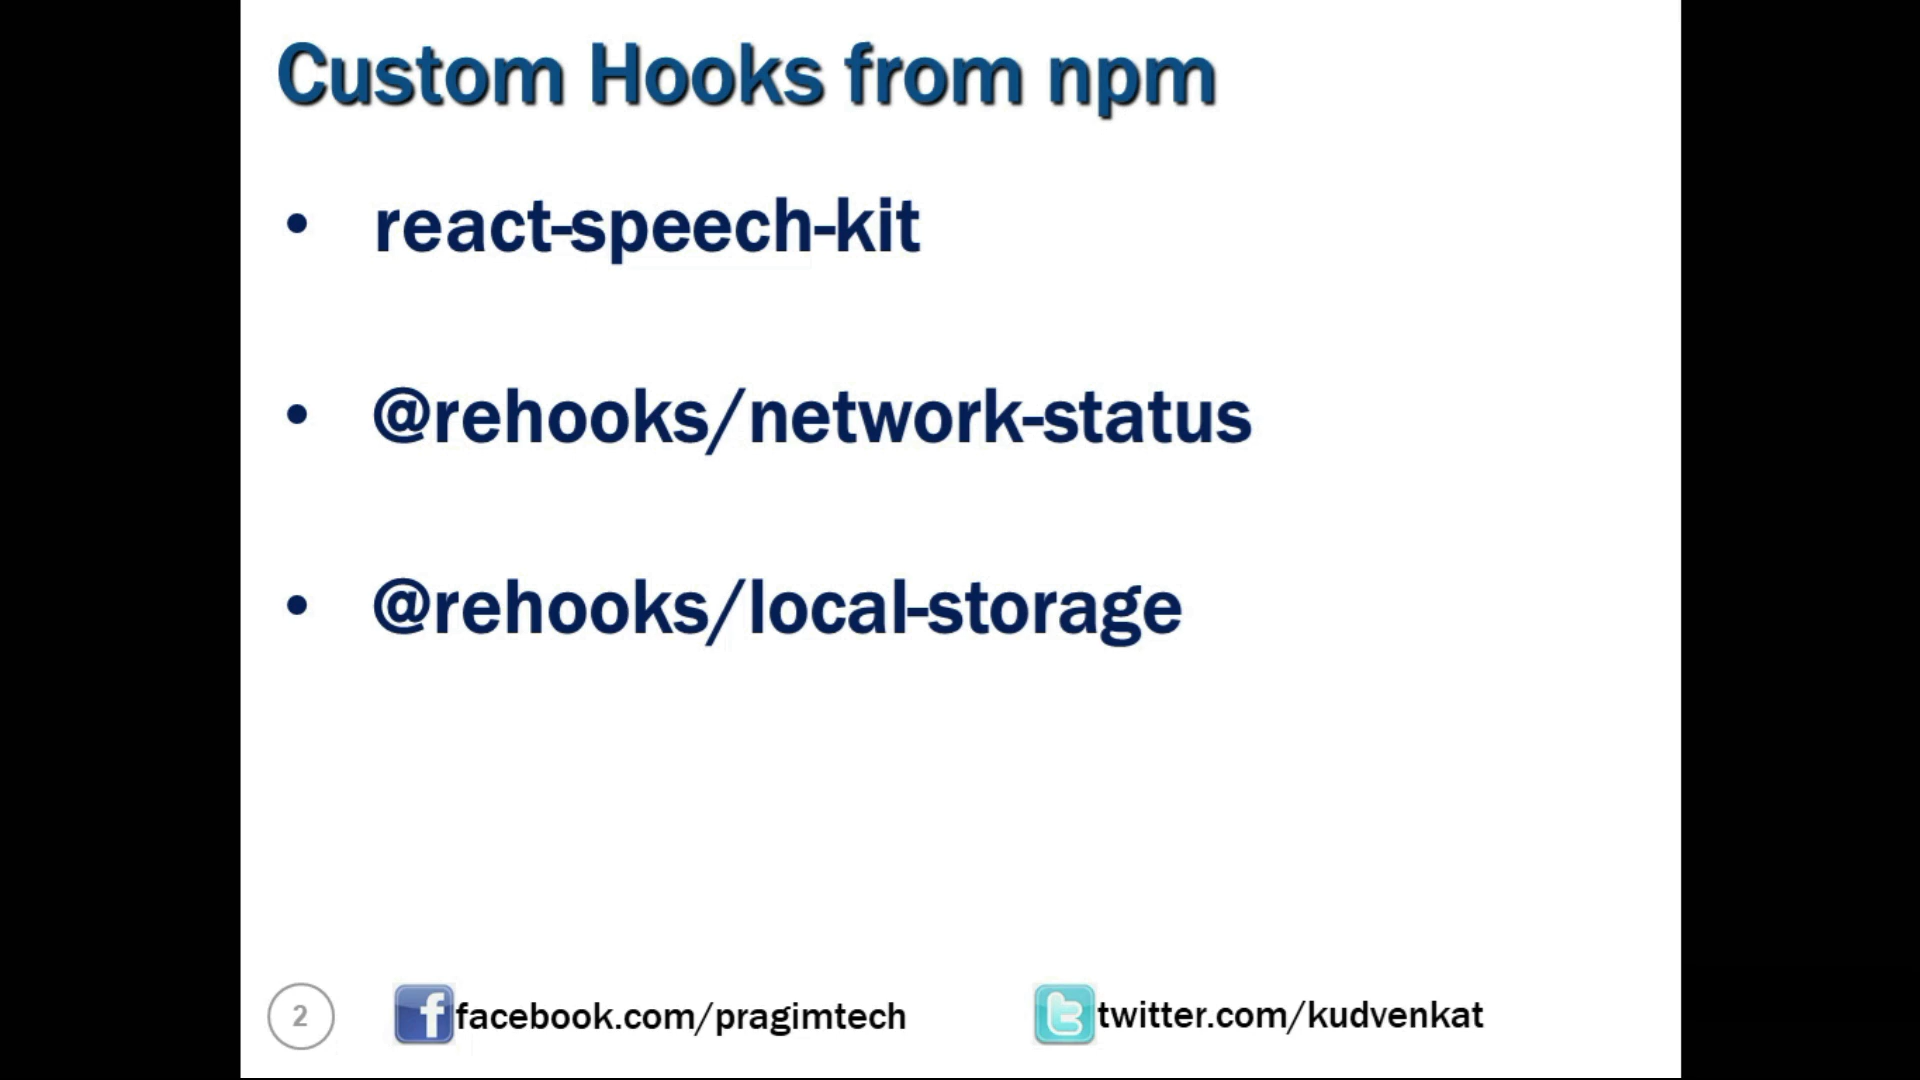 Custom Hooks from npm
• react-speech-kit
• @rehooks/network-status
• @rehooks/local-storage
2 facebook.com/pragimtech twitter.com/kudvenkat